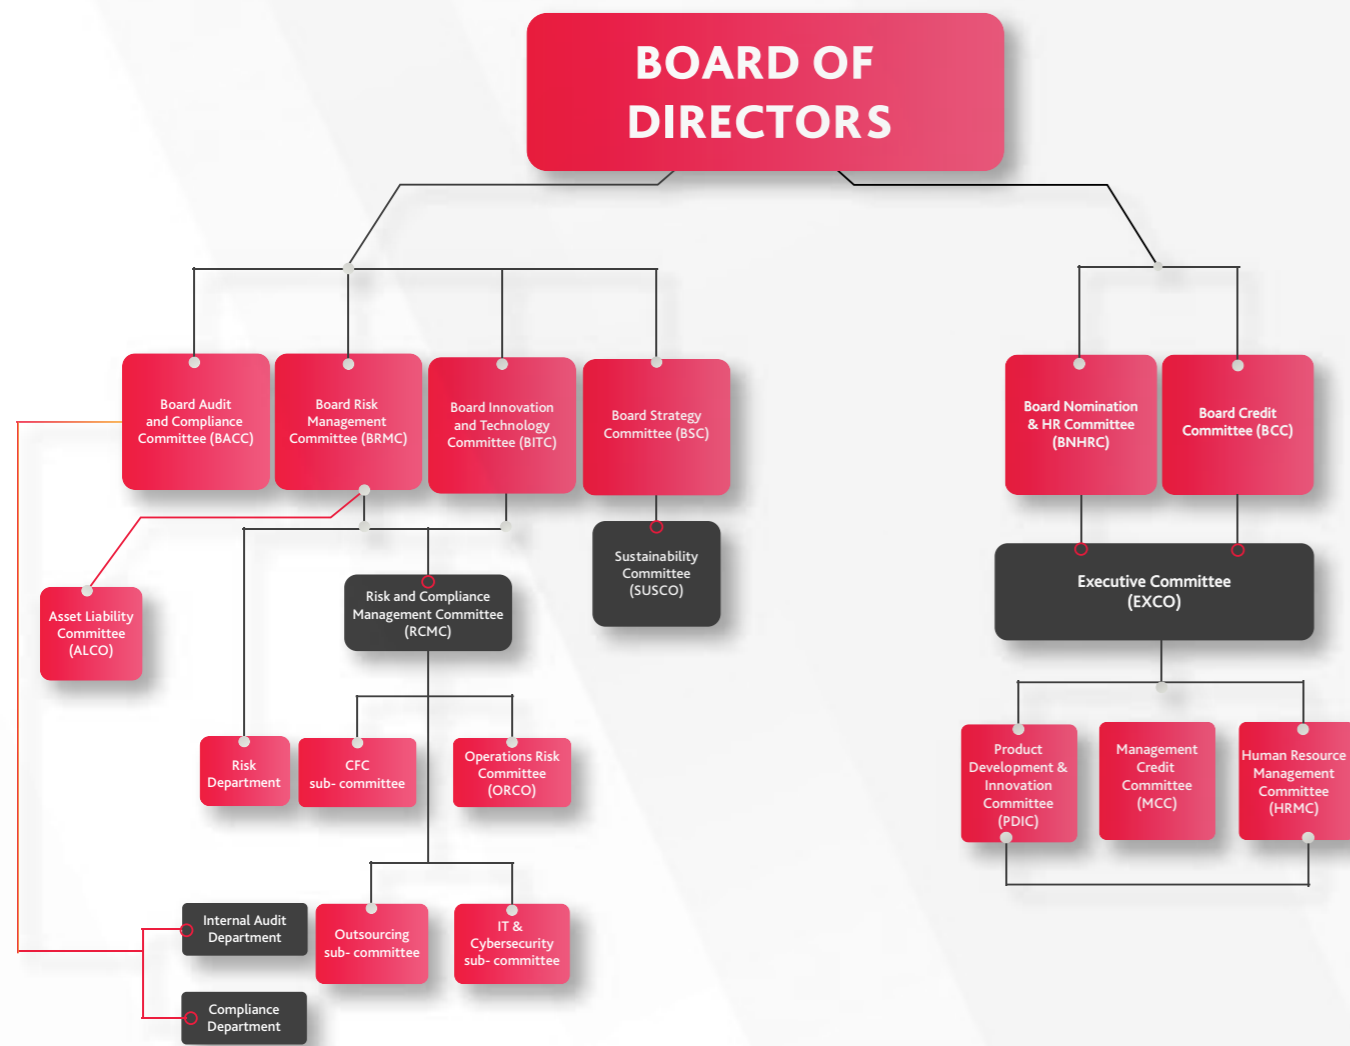 BOARD OF
DIRECTORS
Board Audit
and Compliance
Committee (BACC)
Board Risk
Management
Committee (BRMC)
Board Innovation
and Technology
Committee (BITC)
Board Strategy
Committee (BSC)
Board Nomination
& HR Committee
(BNHRC)
Board Credit
Committee (BCC)
Asset Liability
Committee
(ALCO)
Risk and Compliance
Management Committee
(RCMC)
Sustainability
Committee
(SUSCO)
Executive Committee
(EXCO)
Risk
Department
CFC
sub- committee
Operations Risk
Committee
(ORCO)
Product
Development &
Innovation
Committee
(PDIC)
Management
Credit
Committee
(MCC)
Human Resource
Management
Committee
(HRMC)
Internal Audit
Department
Outsourcing
sub- committee
IT &
Cybersecurity
sub- committee
Compliance
Department